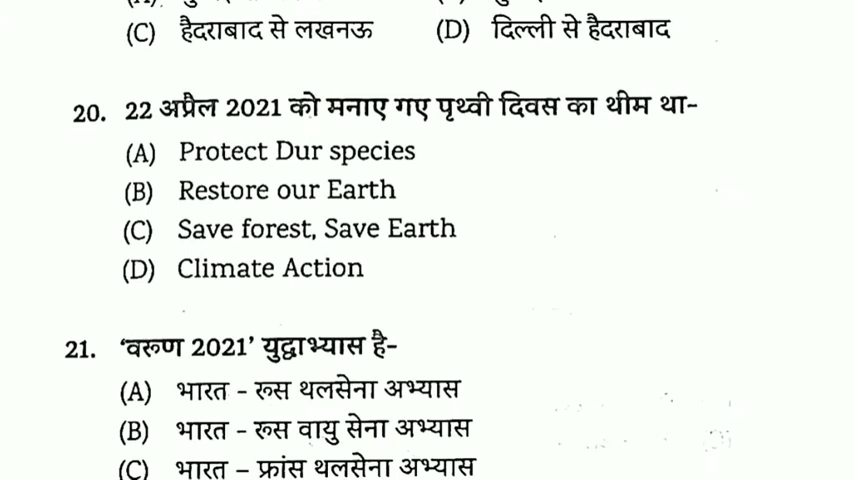 (C) हैदराबाद से लखनऊ (D) दिल्ली से हैदराबाद
20. 22 अप्रैल 2021 को मनाए गए पृथ्वी दिवस का थीम था-
(A) Protect Dur species
(B) Restore our Earth
(C) Save forest, Save Earth
(D) Climate Action
21. ‘वरुण 2021’ युद्वाभ्यास है-
(A) भारत - रूस थलसेना अभ्यास
(B) भारत - रूस वायु सेना अभ्यास
(C) भारत – फ्रांस थलसेना अभ्यास